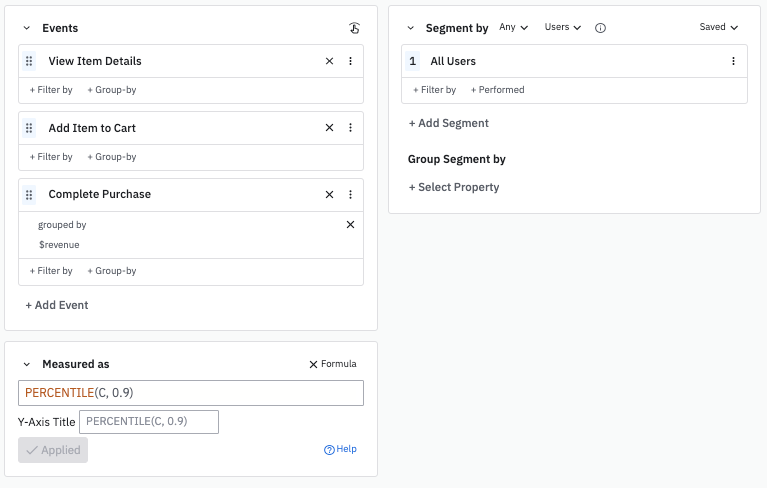 Events
View Item Details
+ Filter by + Group-by
Add Item to Cart
+ Filter by + Group-by
Complete Purchase
grouped by
$revenue
+ Filter by + Group-by
+ Add Event
Measured as Formula
PERCENTILE(C, 0.9)
Y-Axis Title PERCENTILE(C, 0.9)
Applied Help
Segment by Any Users Saved
1 All Users
+ Filter by + Performed
+ Add Segment
Group Segment by
+ Select Property